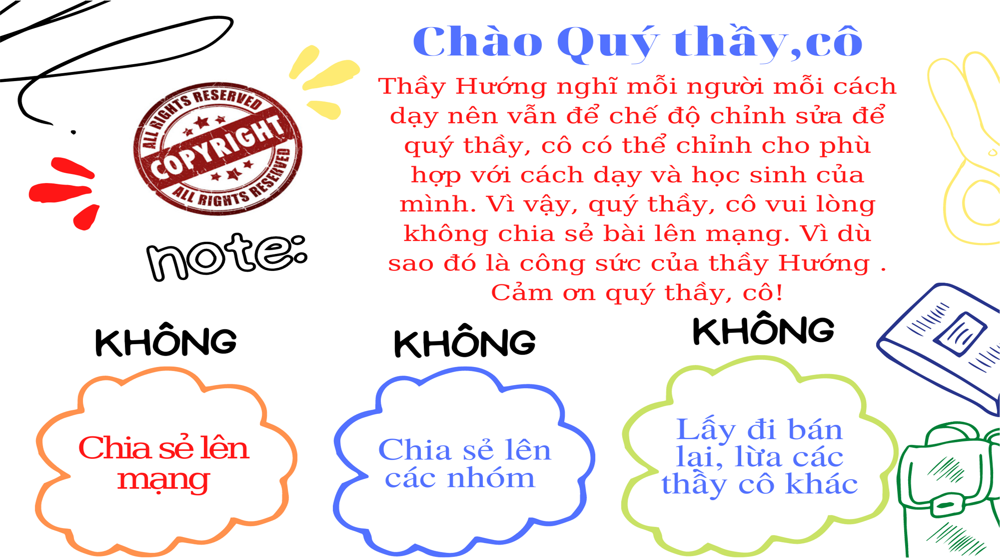 Chào Quý thầy,cô
Thầy Hướng nghĩ mỗi người mỗi cách
dạy nên vẫn để chế độ chỉnh sửa để
quý thầy, cô có thể chỉnh cho phù
hợp với cách dạy và học sinh của
mình. Vì vậy, quý thầy, cô vui lòng
không chia sẻ bài lên mạng. Vì dù
sao đó là công sức của thầy Hướng .
Cảm ơn quý thầy, cô!
ALL RIGHTS RESERVED
COPYRIGHT
ALL RIGHTS RESERVED
note:
KHÔNG
Chia sẻ lên
mạng
KHÔNG
Chia sẻ lên
các nhóm
KHÔNG
Lấy đi bán
lại, lừa các
thầy cô khác